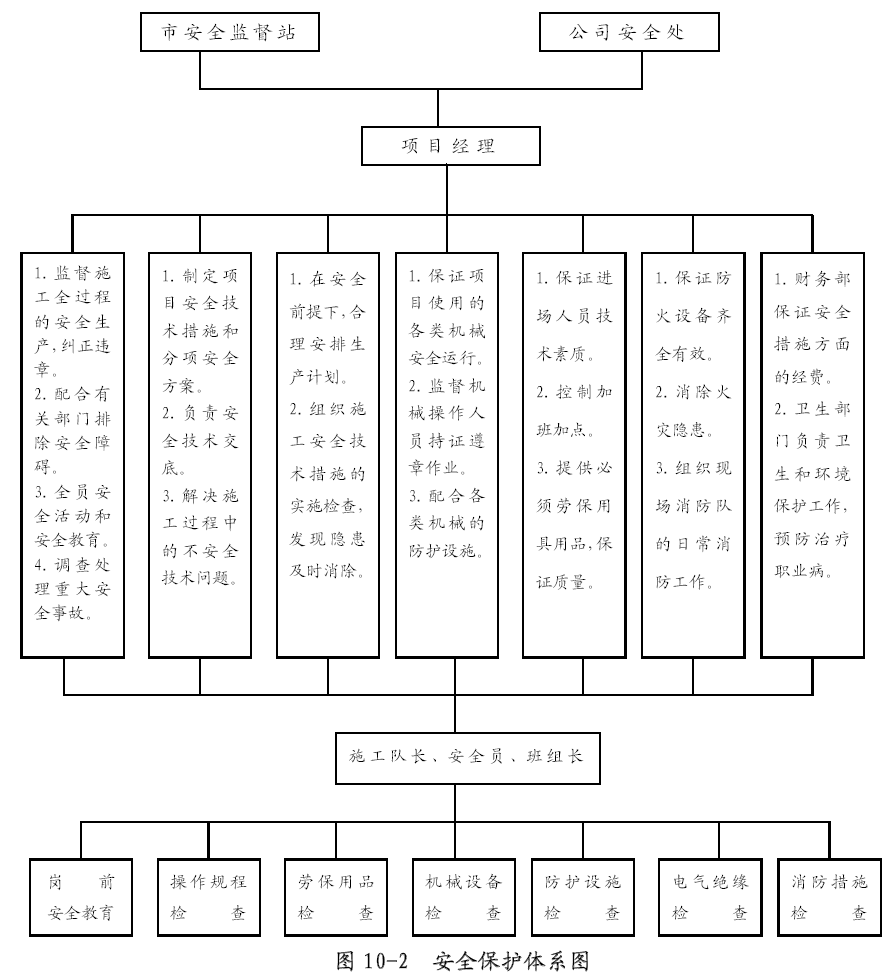 市安全监督站
公司安全处
项目经理
1. 监督施
工全过程
的安全生
产,纠正违
章。
2. 配合有
关部门排
除安全障
碍。
3. 全员安
全活动和
安全教育。
4. 调查处
理重大安
全事故。
1. 制定项
目安全技
术措施和
分项安全
方案。
2. 负责安
全技术交
底。
3. 解决施
工过程中
的不安全
技术问题。
1. 在安全
前提下,合
理安排生
产计划。
2. 组织施
工安全技
术措施的
实施检查,
发现隐患
及时消除。
1. 保证项
目使用的
各类机械
安全运行。
2. 监督机
械操作人
员持证遵
章作业。
3. 配合各
类机械的
防护设施。
1. 保证进
场人员技
术素质。
2. 控制加
班加点。
3. 提供必
须劳保用
具用品,保
证质量。
1. 保证防
火设备齐
全有效。
2. 消除火
灾隐患。
3. 组织现
场消防队
的日常消
防工作。
1. 财务部
保证安全
措施方面
的经费。
2. 卫生部
门负责卫
生和环境
保护工作,
预防治疗
职业病。
施工队长、安全员、班组长
岗 前
安全教育
操作规程
检 查
劳保用品
检 查
机械设备
检 查
防护设施
检 查
电气绝缘
检 查
消防措施
检 查
图 10-2 安全保护体系图